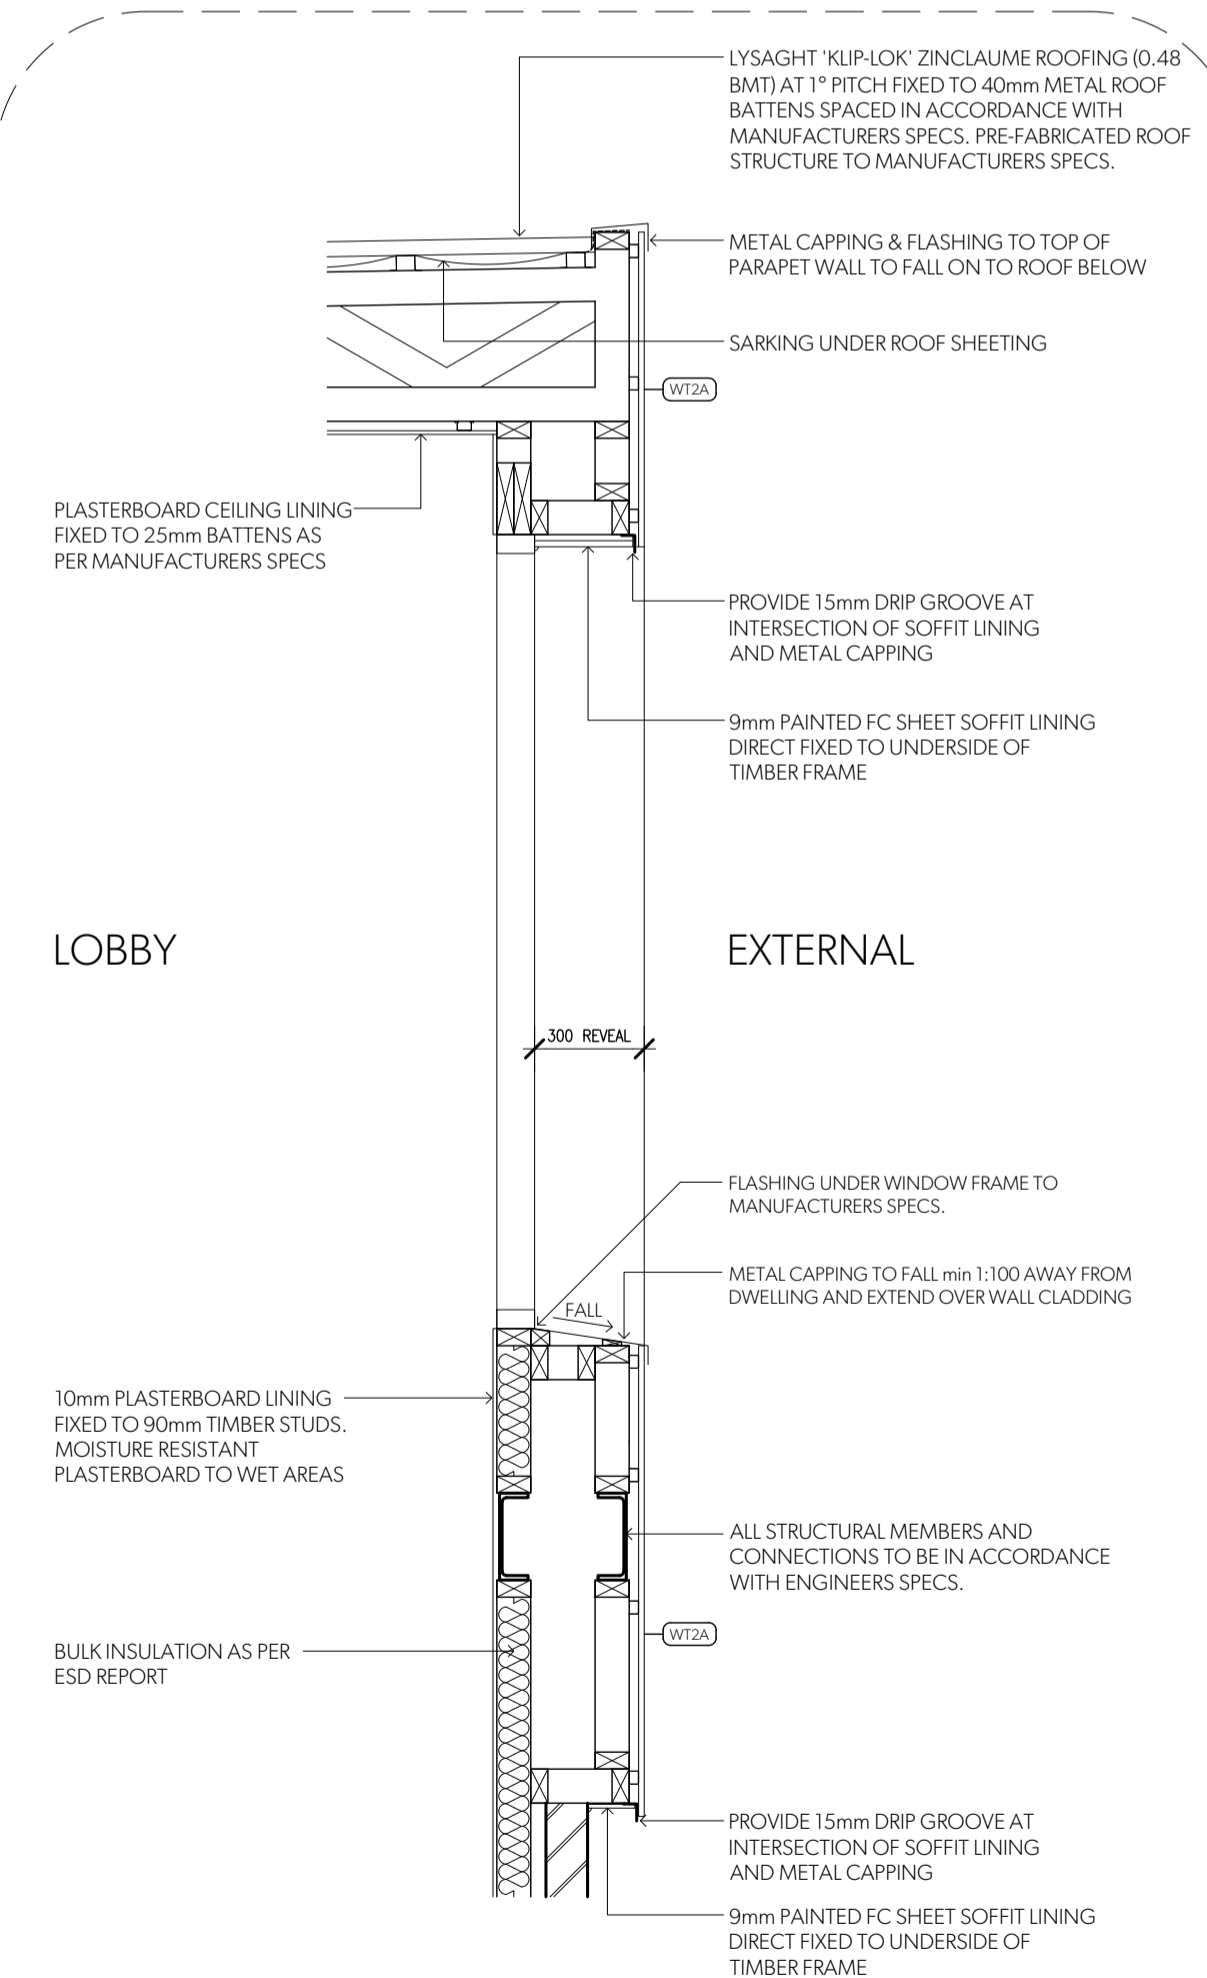 LYSAGHT 'KLIP-LOK' ZINCLAUME ROOFING (0.48
BMT) AT 1° PITCH FIXED TO 40mm METAL ROOF
BATTENS SPACED IN ACCORDANCE WITH
MANUFACTURERS SPECS. PRE-FABRICATED ROOF
STRUCTURE TO MANUFACTURERS SPECS.
METAL CAPPING & FLASHING TO TOP OF
PARAPET WALL TO FALL ON TO ROOF BELOW
SARKING UNDER ROOF SHEETING
WT2A
PLASTERBOARD CEILING LINING
FIXED TO 25mm BATTENS AS
PER MANUFACTURERS SPECS
PROVIDE 15mm DRIP GROOVE AT
INTERSECTION OF SOFFIT LINING
AND METAL CAPPING
9mm PAINTED FC SHEET SOFFIT LINING
DIRECT FIXED TO UNDERSIDE OF
TIMBER FRAME
LOBBY
EXTERNAL
300 REVEAL
FLASHING UNDER WINDOW FRAME TO
MANUFACTURERS SPECS.
METAL CAPPING TO FALL min 1:100 AWAY FROM
DWELLING AND EXTEND OVER WALL CLADDING
FALL
10mm PLASTERBOARD LINING
FIXED TO 90mm TIMBER STUDS.
MOISTURE RESISTANT
PLASTERBOARD TO WET AREAS
ALL STRUCTURAL MEMBERS AND
CONNECTIONS TO BE IN ACCORDANCE
WITH ENGINEERS SPECS.
WT2A
BULK INSULATION AS PER
ESD REPORT
PROVIDE 15mm DRIP GROOVE AT
INTERSECTION OF SOFFIT LINING
AND METAL CAPPING
9mm PAINTED FC SHEET SOFFIT LINING
DIRECT FIXED TO UNDERSIDE OF
TIMBER FRAME